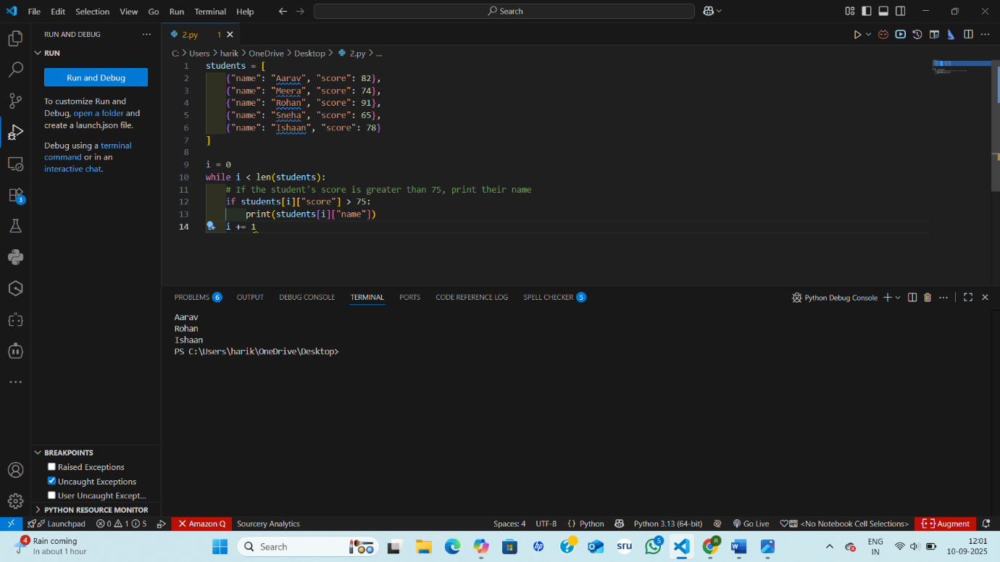 File Edit Selection View Go Run Terminal Help
Search
RUN AND DEBUG
RUN
Run and Debug
To customize Run and
Debug, open a folder and
create a launch.json file.
Debug using a terminal
command or in an
interactive chat.
3
2.py 1
C: > Users > harik > OneDrive > Desktop > 2.py > ...
1 students = [
2     {"name": "Aarav", "score": 82},
3     {"name": "Meera", "score": 74},
4     {"name": "Rohan", "score": 91},
5     {"name": "Sneha", "score": 65},
6     {"name": "Ishaan", "score": 78}
7 ]
8
9 i = 0
10 while i < len(students):
11     # If the student's score is greater than 75, print their name
12     if students[i]["score"] > 75:
13         print(students[i]["name"])
14     i += 1
PROBLEMS 6 OUTPUT DEBUG CONSOLE TERMINAL PORTS CODE REFERENCE LOG SPELL CHECKER 5
Python Debug Console
Aarav
Rohan
Ishaan
PS C:\Users\harik\OneDrive\Desktop>
BREAKPOINTS
Raised Exceptions
Uncaught Exceptions
User Uncaught Except...
PYTHON RESOURCE MONITOR
Launchpad 0 1 5 Amazon Q Sourcery Analytics Spaces: 4 UTF-8 {} Python Python 3.13 (64-bit) Go Live <No Notebook Cell Selections> Augment
4 Rain coming
In about 1 hour
Search
hp
sru
5
R
W
ENG
IN
12:01
10-09-2025